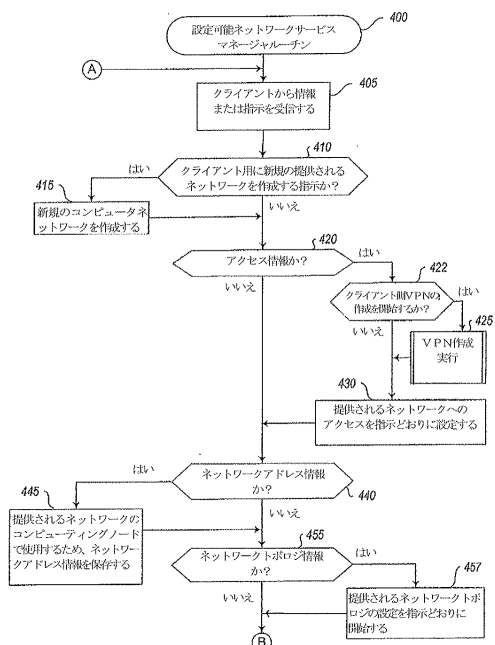 400
設定可能ネットワークサービス
マネージャルーチン
A
405
クライアントから情報
または指示を受信する
410
クライアント用に新規の提供される
ネットワークを作成する指示か？
はい
いいえ
415
新規のコンピュータネ
ットワークを作成する
420
アクセス情報か？
はい
いいえ
422
クライアント側VPNの
作成を開始するか？
はい
いいえ
425
ＶＰＮ作成
実行
430
提供されるネットワークへの
アクセスを指示どおりに設定する
ネットワークアドレス情報
か？
440
はい
いいえ
445
提供されるネットワークの
コンピューティングノード
で使用するため、ネットワー
クアドレス情報を保存する
455
ネットワークトポロジ情報
か？
はい
いいえ
457
提供されるネットワークトポ
ロジの設定を指示どおりに
開始する
B